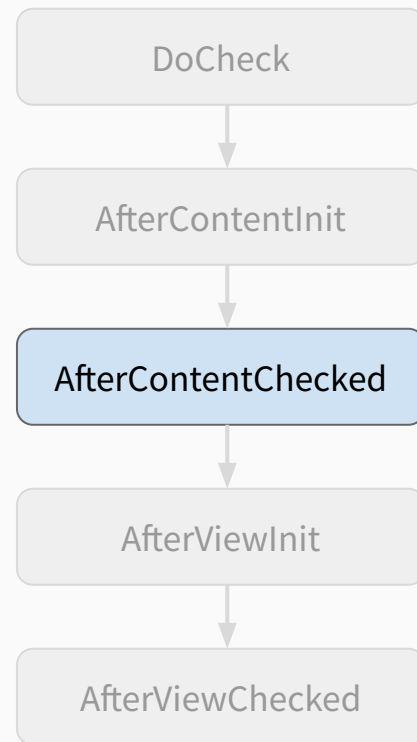 DoCheck
AfterContentInit
AfterContentChecked
AfterViewInit
AfterViewChecked